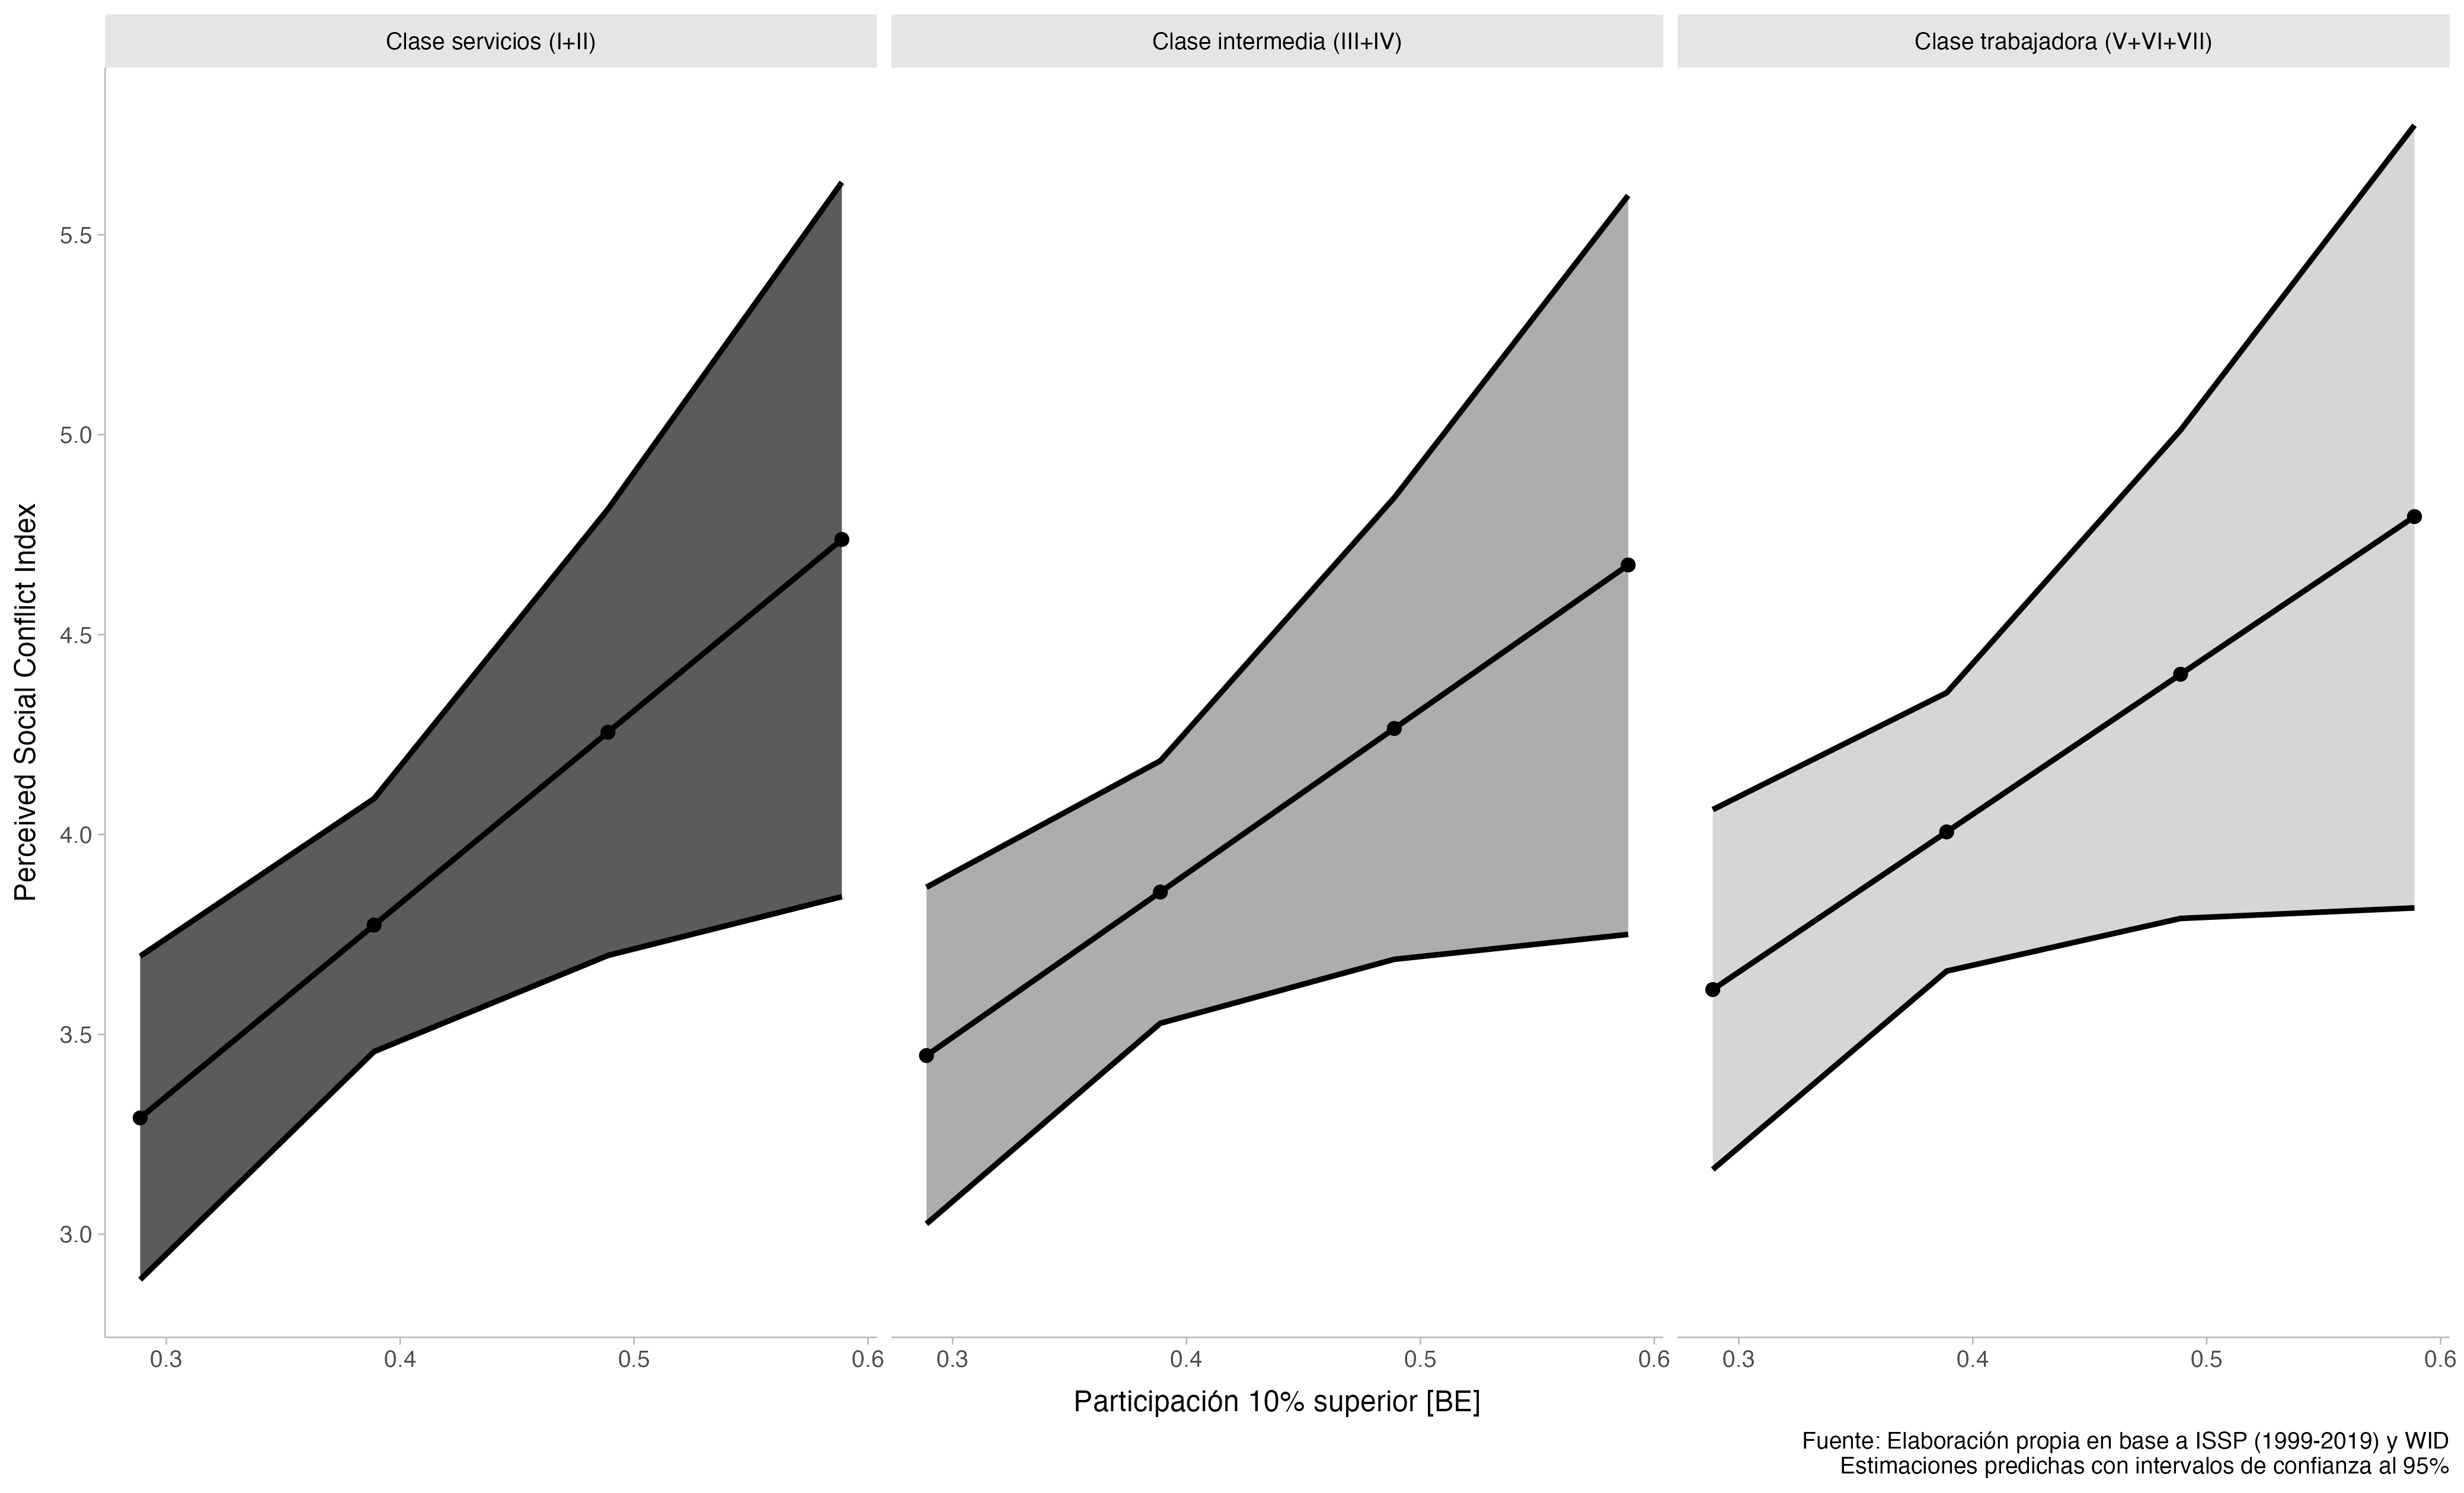 Clase servicios (I+II)
Clase intermedia (III+IV)
Clase trabajadora (V+VI+VII)
Perceived Social Conflict Index
5.5
5.0
4.5
4.0
3.5
3.0
0.3 0.4 0.5 0.6
0.3 0.4 0.5 0.6
0.3 0.4 0.5 0.6
Participación 10% superior [BE]
Fuente: Elaboración propia en base a ISSP (1999-2019) y WID
Estimaciones predichas con intervalos de confianza al 95%